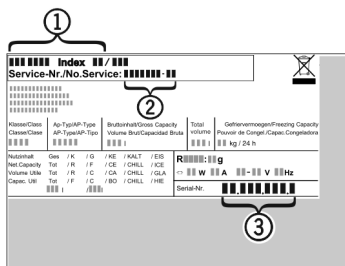 1
Index / 
Service-Nr./No.Service: -
2
Klasse/Class Ap-Typ/AP-Type Bruttoinhalt/Gross Capacity Total Gefriervermoegen/Freezing Capacity
Classe/Clase AP-Type/AP-Tipo Volume Brut/Capacidad Bruta volume Pouvoir de Congel./Capac.Congeladora
l l kg / 24 h
Nutzinhalt Ges / K / G / KE / KALT / EIS
Net.Capacity Tot / R / F / CE / CHILL / ICE R : g
Volume Utile Tot / R / C / CA / CHILL / GLA W A - V Hz
Capac. Util Tot / F / C / BO / CHILL / HIE
l / l Serial-Nr. . . .
3